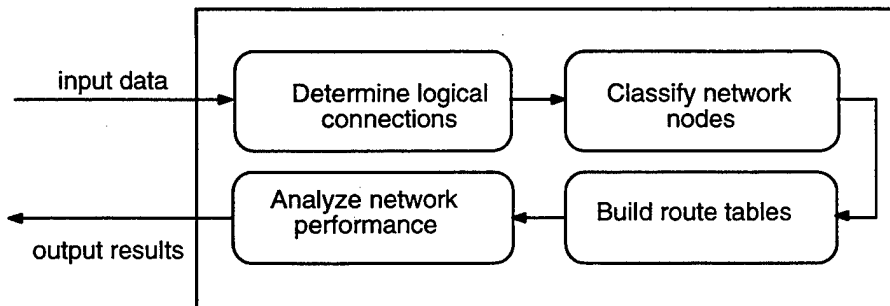 input data
Determine logical
connections
Classify network
nodes
Build route tables
Analyze network
performance
output results